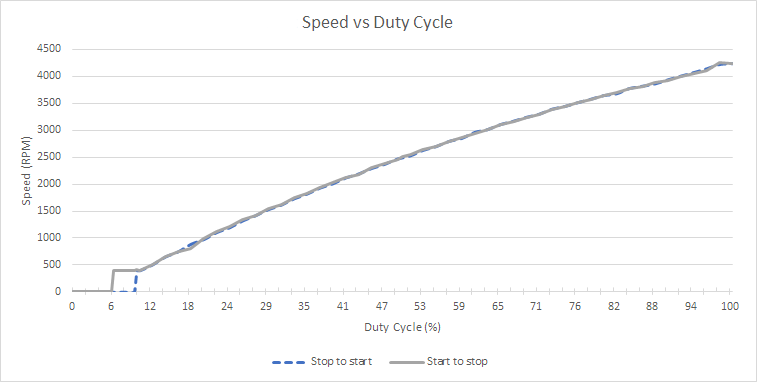 Speed vs Duty Cycle
4500
4000
3500
3000
2500
2000
1500
1000
500
0
Speed (RPM)
0 6 12 18 24 29 35 41 47 53 59 65 71 76 82 88 94 100
Duty Cycle (%)
Stop to start Start to stop